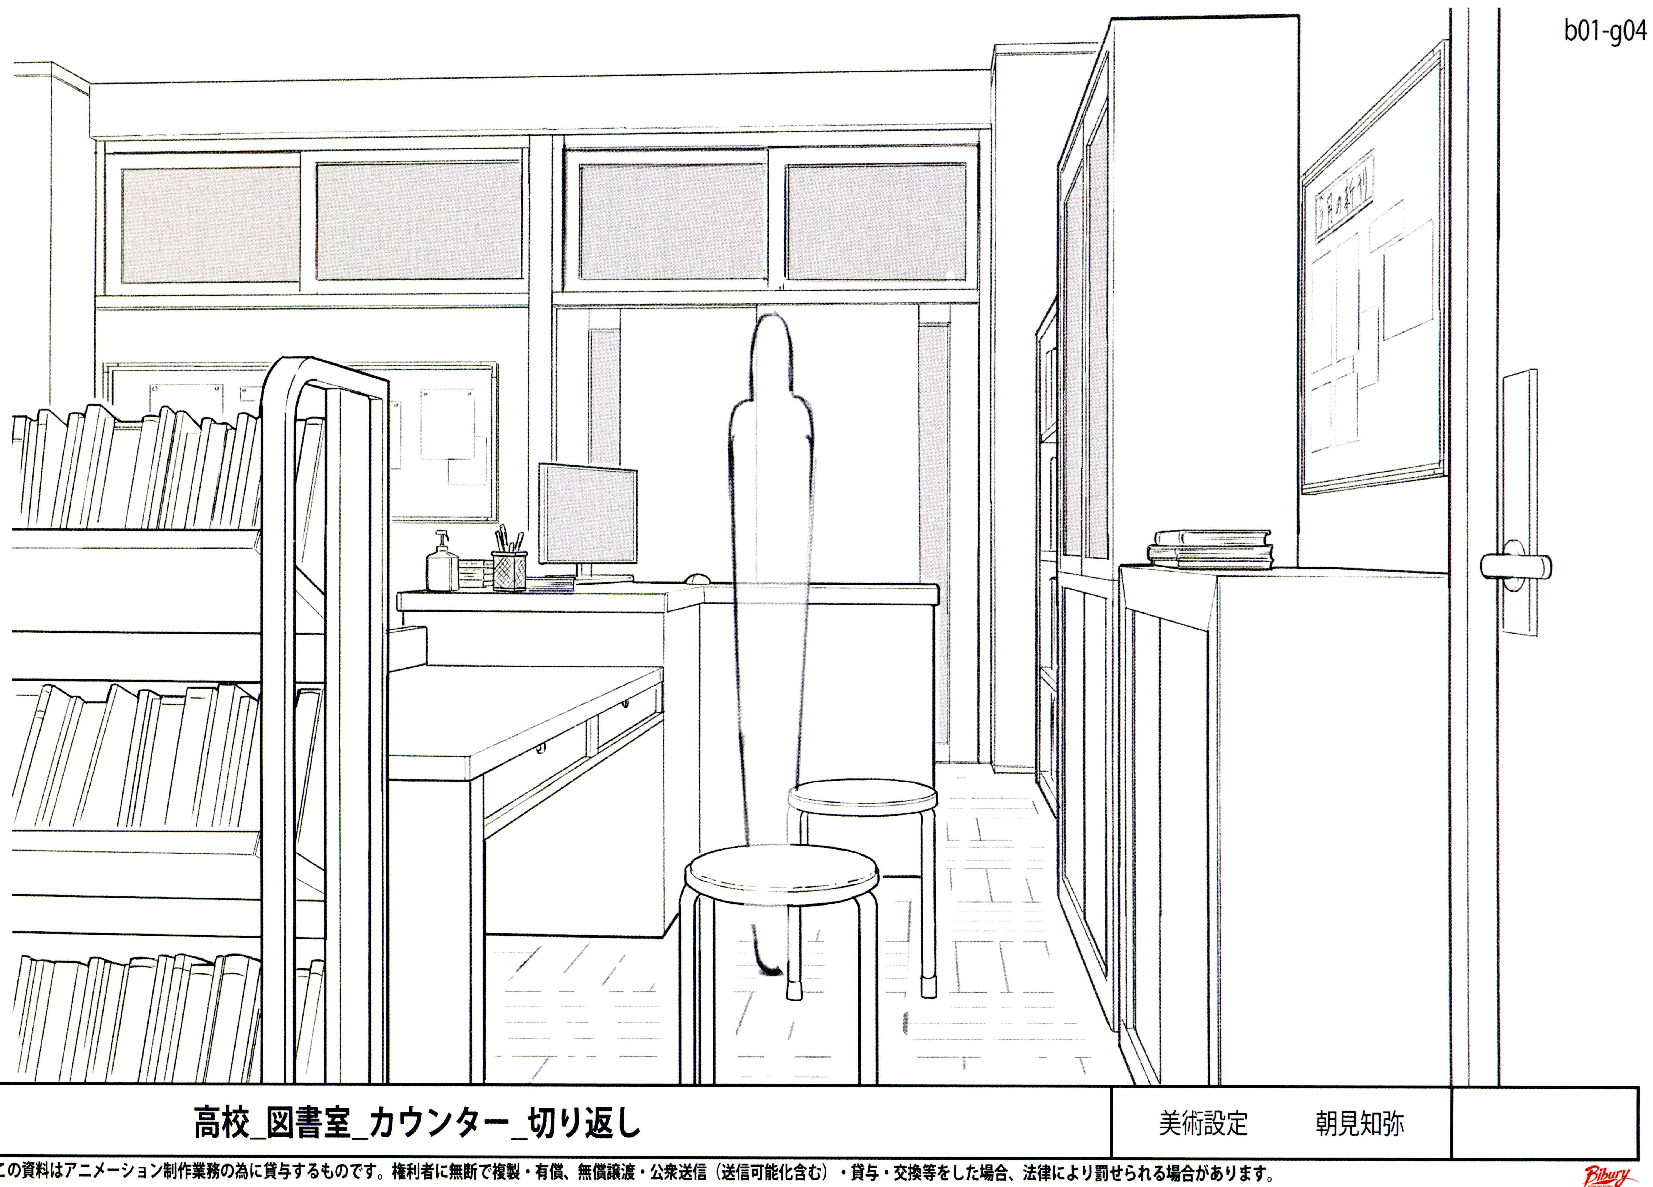 b01-g04
今月の新刊
高校_図書室_カウンター_切り返し
美術設定 朝見知弥
この資料はアニメーション制作業務の為に貸与するものです。権利者に無断で複製・有償、無償譲渡・公衆送信（送信可能化含む）・貸与・交換等をした場合、法律により罰せられる場合があります。
Bibury